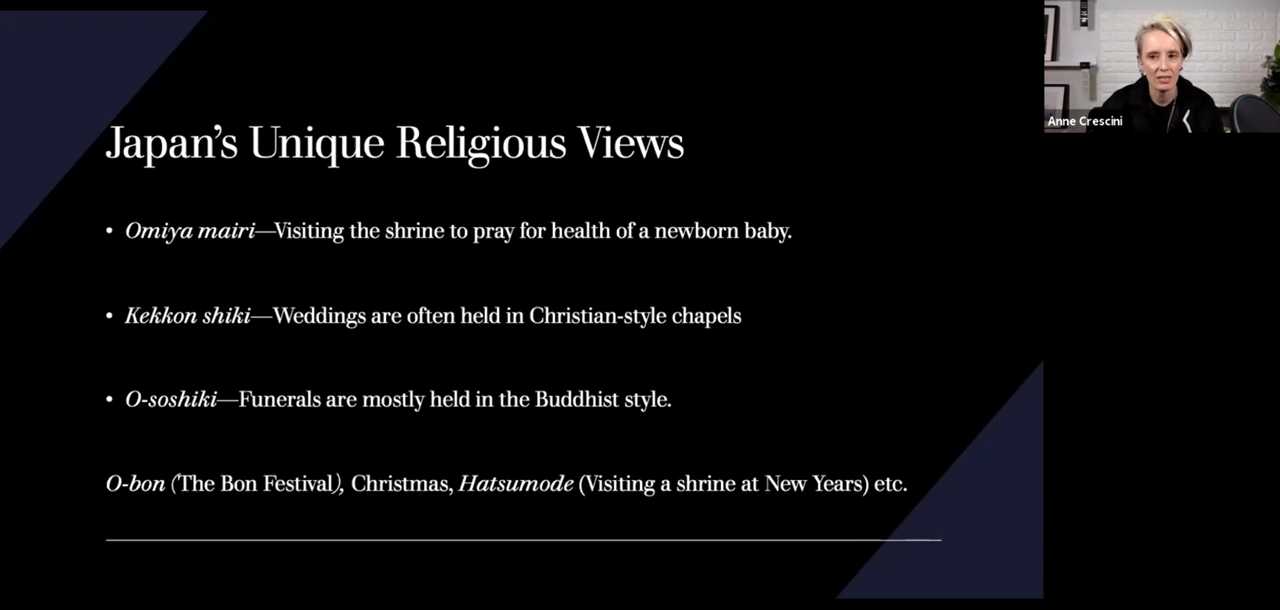 Anne Crescini
Japan’s Unique Religious Views
• Omiya mairi—Visiting the shrine to pray for health of a newborn baby.
• Kekkon shiki—Weddings are often held in Christian-style chapels
• O-soshiki—Funerals are mostly held in the Buddhist style.
O-bon (The Bon Festival), Christmas, Hatsumode (Visiting a shrine at New Years) etc.